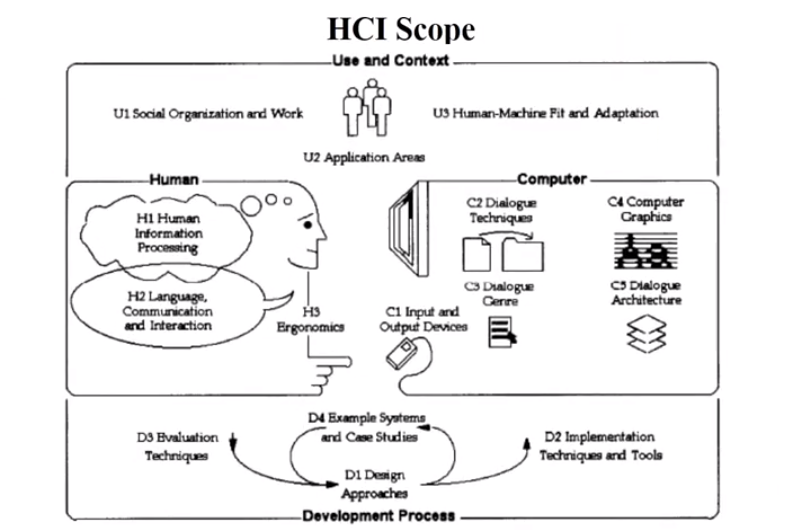 HCI Scope
Use and Context
U1 Social Organization and Work
U3 Human-Machine Fit and Adaptation
U2 Application Areas
Human
Computer
H1 Human
Information
Processing
H2 Language,
Communication
and Interaction
H3
Ergonomics
C1 Input and
Output Devices
C2 Dialogue
Techniques
C3 Dialogue
Genre
C4 Computer
Graphics
C5 Dialogue
Architecture
D3 Evaluation
Techniques
D4 Example Systems
and Case Studies
D1 Design
Approaches
D2 Implementation
Techniques and Tools
Development Process